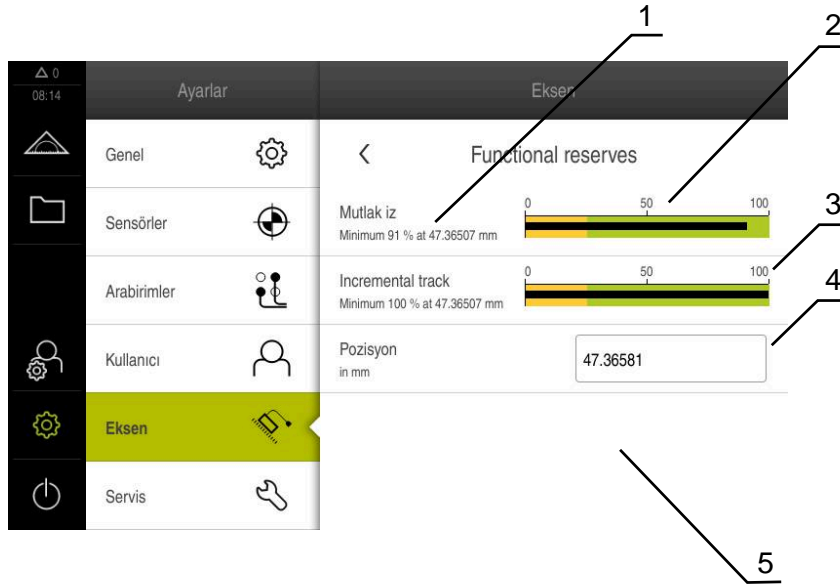 1
2
△ 0
08:14
Ayarlar
Eksen
Genel
Functional reserves
Sensörler
Mutlak iz
Minimum 91 % at 47.36507 mm
0 50 100
3
Arabirimler
Incremental track
Minimum 100 % at 47.36507 mm
0 50 100
4
Kullanıcı
Pozisyon
in mm
47.36581
Eksen
Servis
5